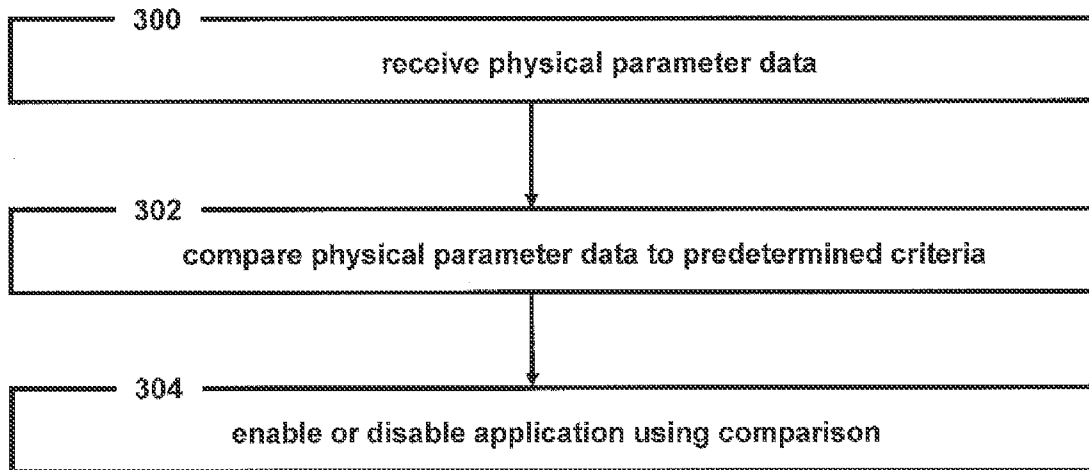 300
receive physical parameter data
302
compare physical parameter data to predetermined criteria
304
enable or disable application using comparison